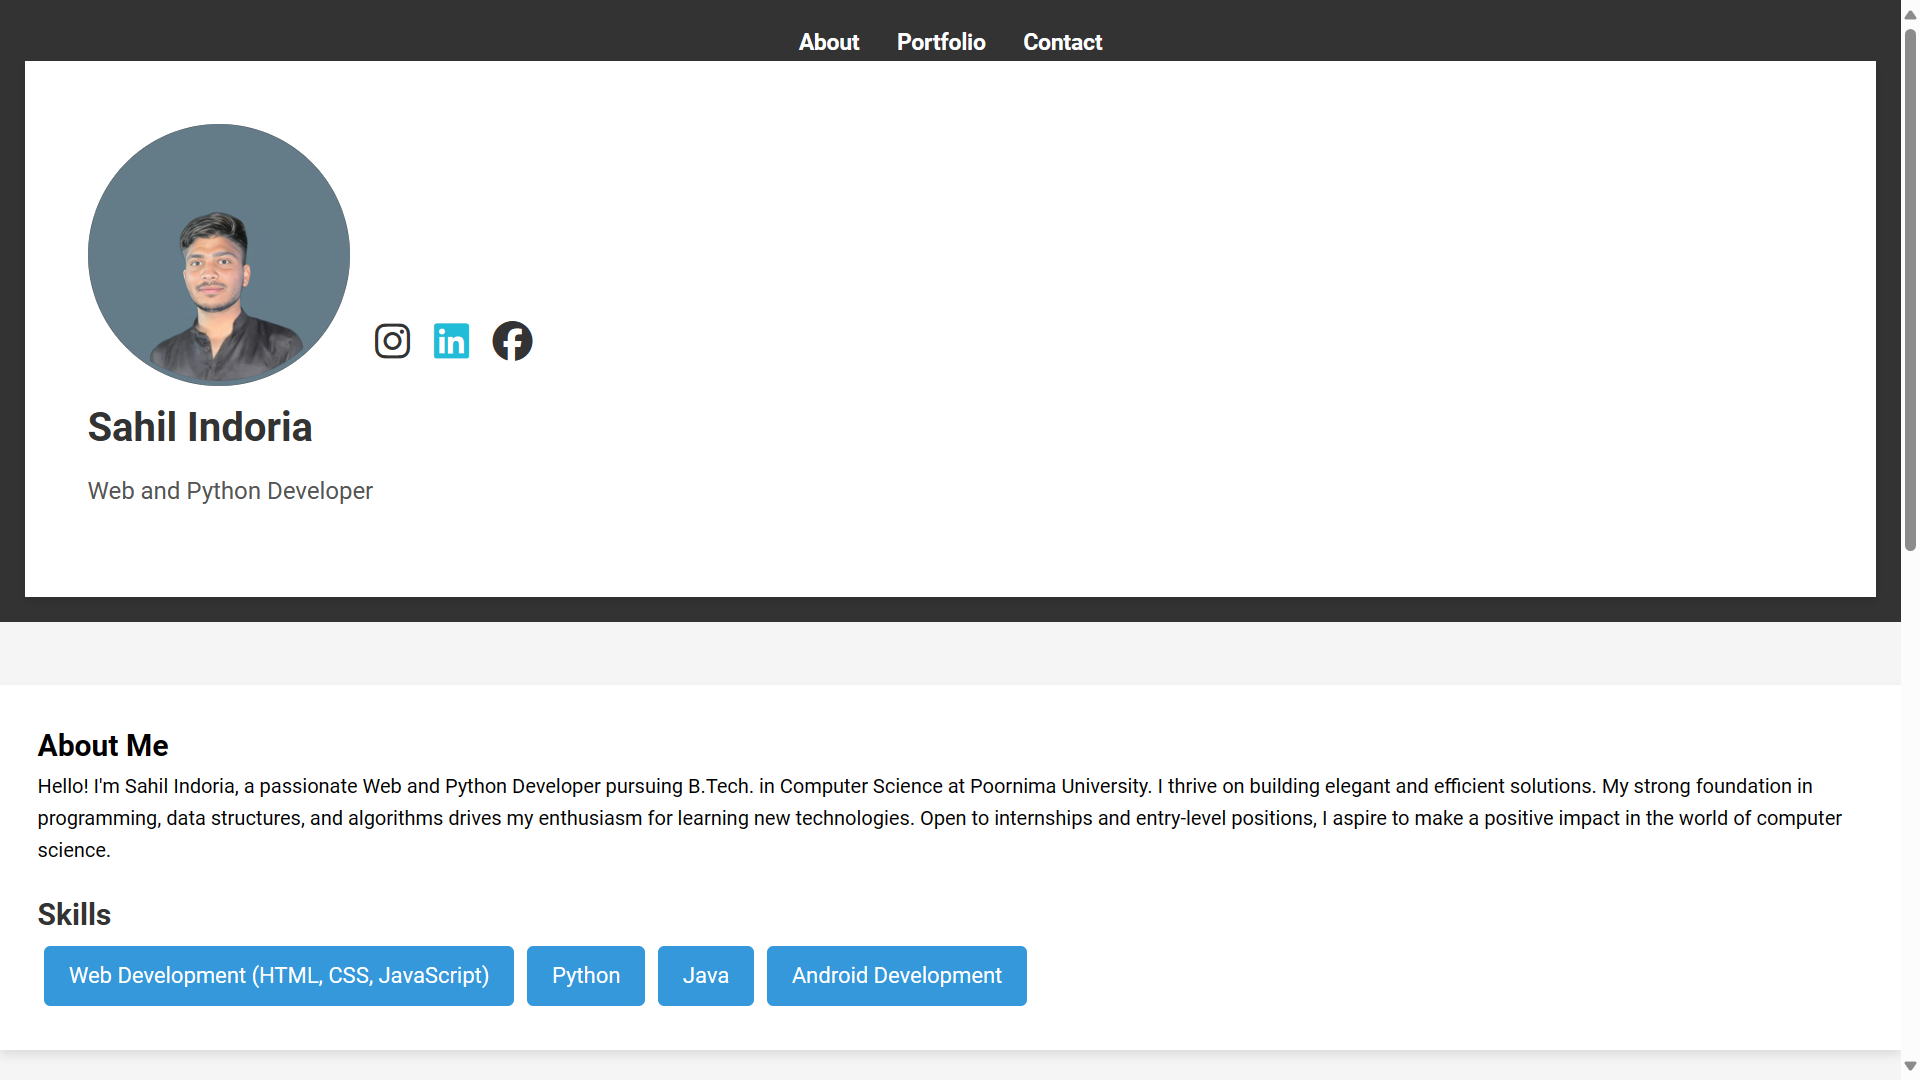 About Portfolio Contact
Sahil Indoria
Web and Python Developer
About Me
Hello! I'm Sahil Indoria, a passionate Web and Python Developer pursuing B.Tech. in Computer Science at Poornima University. I thrive on building elegant and efficient solutions. My strong foundation in
programming, data structures, and algorithms drives my enthusiasm for learning new technologies. Open to internships and entry-level positions, I aspire to make a positive impact in the world of computer
science.
Skills
Web Development (HTML, CSS, JavaScript) Python Java Android Development